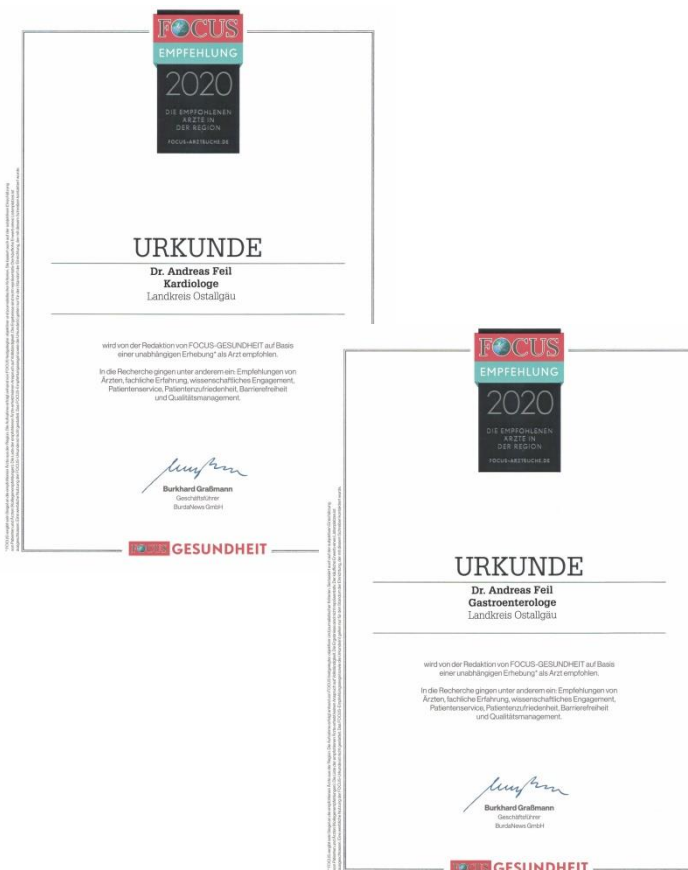 FOCUS
EMPFEHLUNG
2020
DIE EMPFOHLENEN
ÄRZTE IN
DER REGION
FOCUS-ARZTSUCHE.DE
URKUNDE
Dr. Andreas Feil
Kardiologe
Landkreis Ostallgäu
wird von der Redaktion von FOCUS-GESUNDHEIT auf Basis
einer unabhängigen Erhebung* als Arzt empfohlen.
In die Recherche gingen unter anderem ein: Empfehlungen von
Ärzten, fachliche Erfahrung, wissenschaftliches Engagement,
Patientenservice, Patientenzufriedenheit, Barrierefreiheit
und Qualitätsmanagement.
Burkhard Graßmann
Geschäftsführer
BurdaNews GmbH
FOCUS GESUNDHEIT
FOCUS
EMPFEHLUNG
2020
DIE EMPFOHLENEN
ÄRZTE IN
DER REGION
FOCUS-ARZTSUCHE.DE
URKUNDE
Dr. Andreas Feil
Gastroenterologe
Landkreis Ostallgäu
wird von der Redaktion von FOCUS-GESUNDHEIT auf Basis
einer unabhängigen Erhebung* als Arzt empfohlen.
In die Recherche gingen unter anderem ein: Empfehlungen von
Ärzten, fachliche Erfahrung, wissenschaftliches Engagement,
Patientenservice, Patientenzufriedenheit, Barrierefreiheit
und Qualitätsmanagement.
Burkhard Graßmann
Geschäftsführer
BurdaNews GmbH
FOCUS GESUNDHEIT